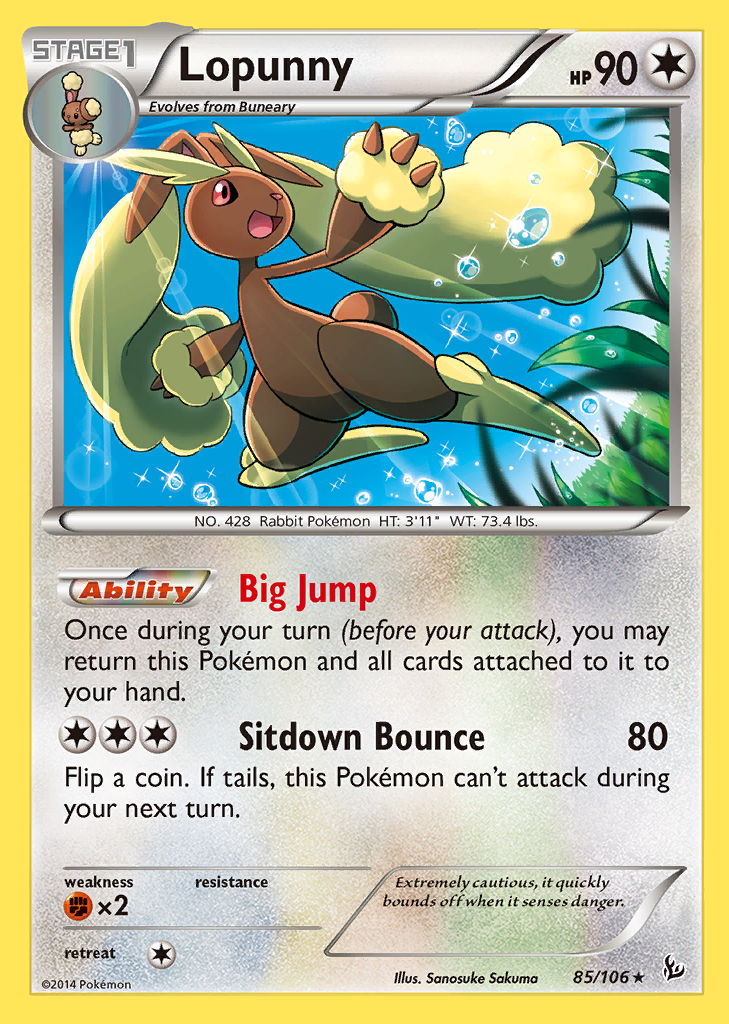 STAGE1
Lopunny
HP90
Evolves from Buneary
NO. 428 Rabbit Pokémon HT: 3'11" WT: 73.4 lbs.
Ability Big Jump
Once during your turn (before your attack), you may
return this Pokémon and all cards attached to it to
your hand.
Sitdown Bounce 80
Flip a coin. If tails, this Pokémon can't attack during
your next turn.
weakness resistance
×2
Extremely cautious, it quickly
bounds off when it senses danger.
retreat
©2014 Pokémon
Illus. Sanosuke Sakuma 85/106★